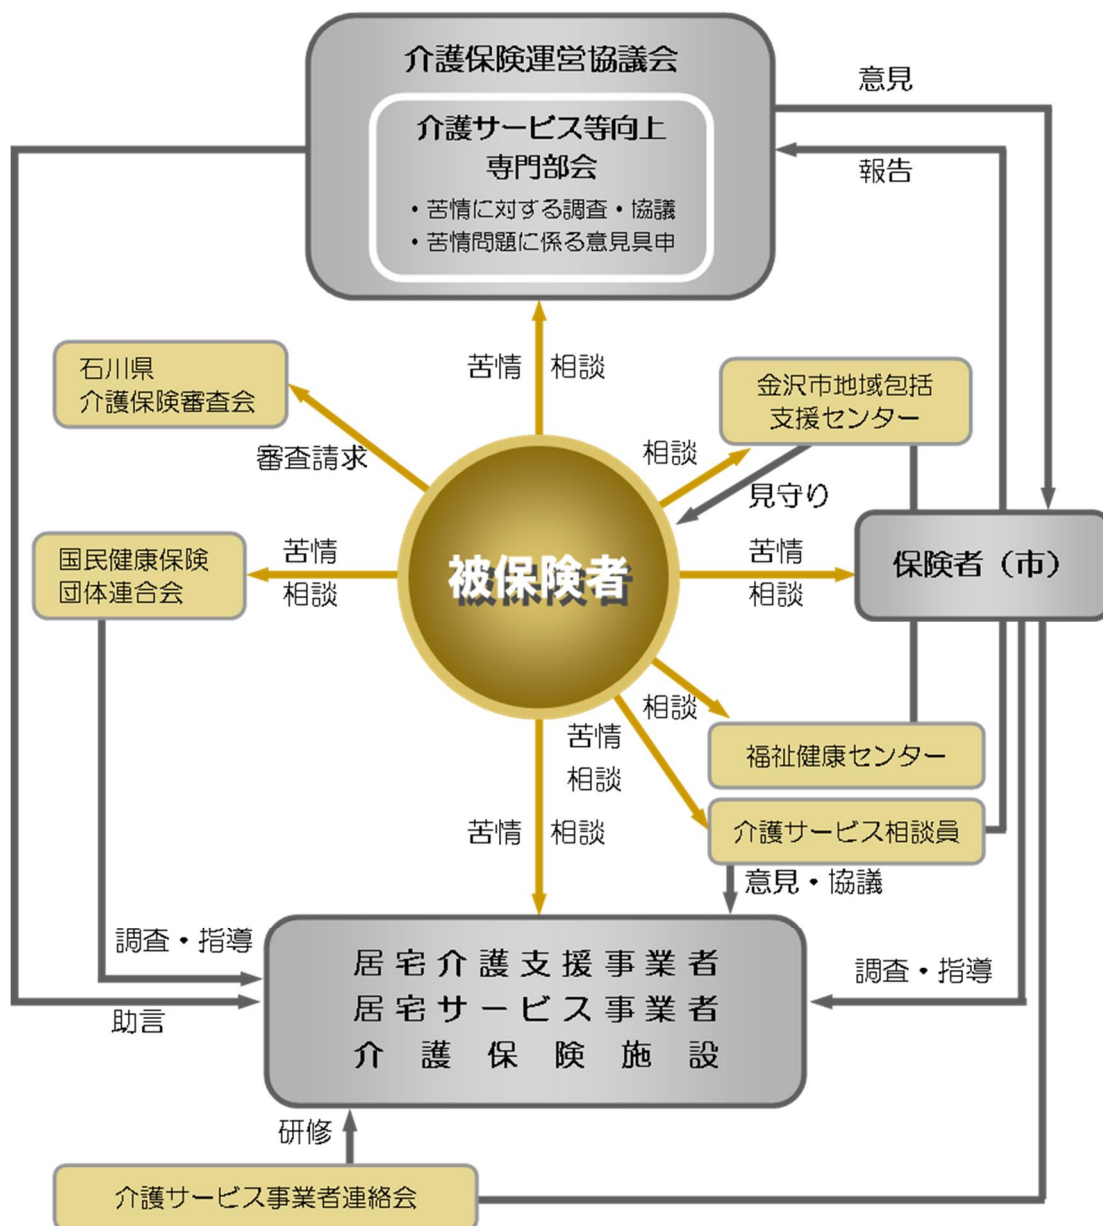 介護保険運営協議会
介護サービス等向上
専門部会
・苦情に対する調査・協議
・苦情問題に係る意見具申
意見
報告
苦情 相談
石川県
介護保険審査会
審査請求
金沢市地域包括
支援センター
相談
見守り
国民健康保険
団体連合会
苦情
相談
被保険者
苦情
相談
保険者（市）
相談
苦情
相談
福祉健康センター
介護サービス相談員
苦情 相談
意見・協議
調査・指導
助言
居宅介護支援事業者
居宅サービス事業者
介護保険施設
調査・指導
研修
介護サービス事業者連絡会